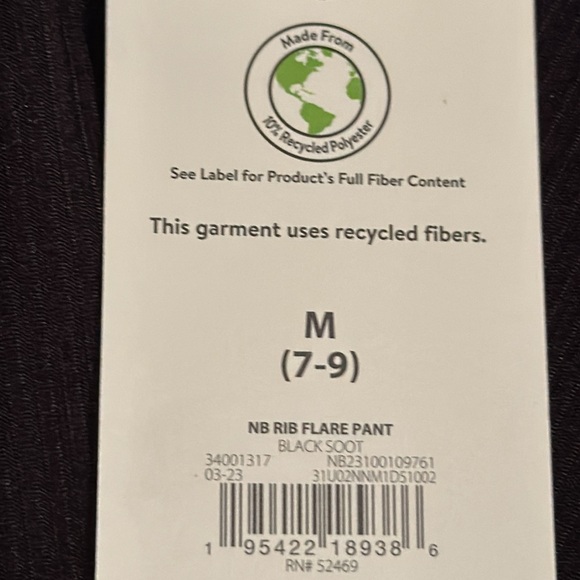 Made From
10% Recycled Polyester
See Label for Product's Full Fiber Content
This garment uses recycled fibers.
M
(7-9)
NB RIB FLARE PANT
BLACK SOOT
34001317 NB23100109761
03-23 31U02NNM1DS1002
1 95422 18938 6
RN# 52469